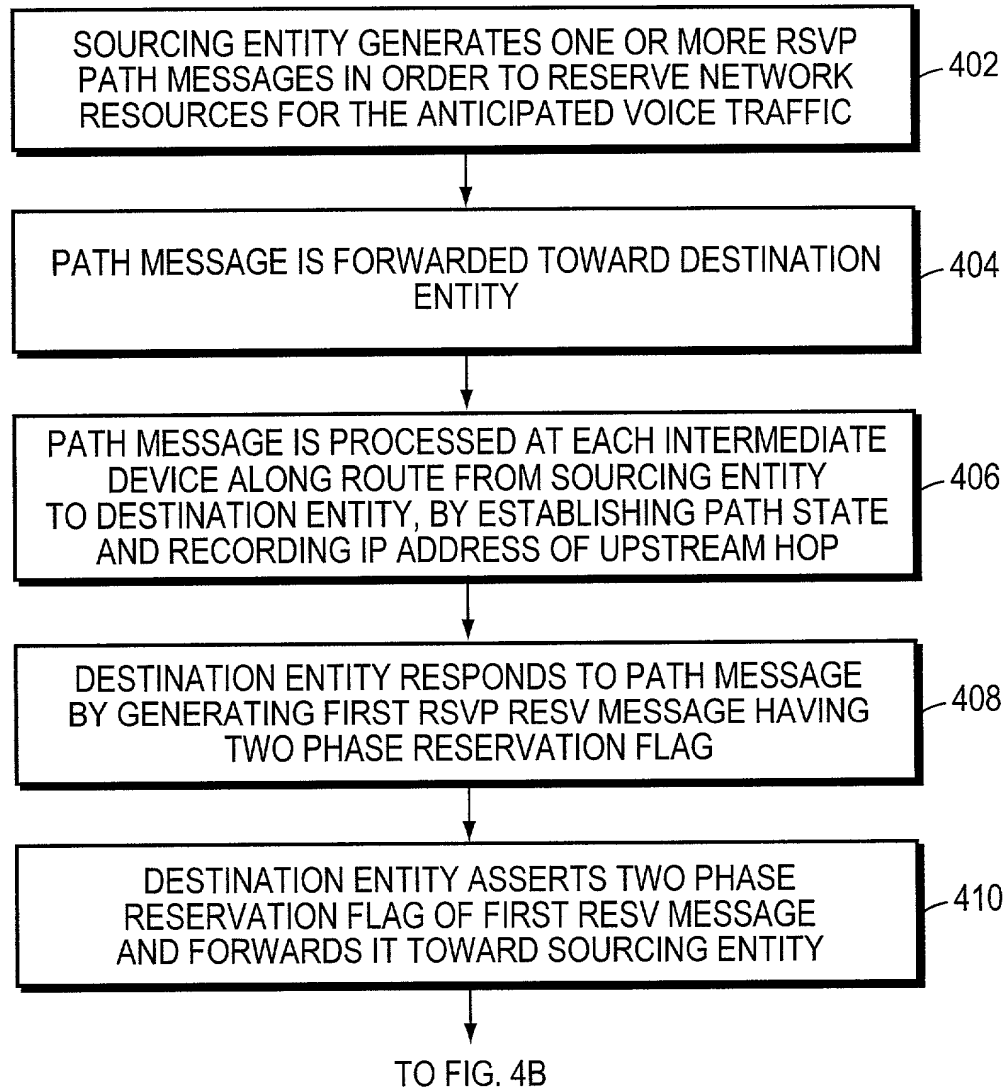 SOURCING ENTITY GENERATES ONE OR MORE RSVP
PATH MESSAGES IN ORDER TO RESERVE NETWORK
RESOURCES FOR THE ANTICIPATED VOICE TRAFFIC
402
PATH MESSAGE IS FORWARDED TOWARD DESTINATION
ENTITY
404
PATH MESSAGE IS PROCESSED AT EACH INTERMEDIATE
DEVICE ALONG ROUTE FROM SOURCING ENTITY
TO DESTINATION ENTITY, BY ESTABLISHING PATH STATE
AND RECORDING IP ADDRESS OF UPSTREAM HOP
406
DESTINATION ENTITY RESPONDS TO PATH MESSAGE
BY GENERATING FIRST RSVP RESV MESSAGE HAVING
TWO PHASE RESERVATION FLAG
408
DESTINATION ENTITY ASSERTS TWO PHASE
RESERVATION FLAG OF FIRST RESV MESSAGE
AND FORWARDS IT TOWARD SOURCING ENTITY
410
TO FIG. 4B